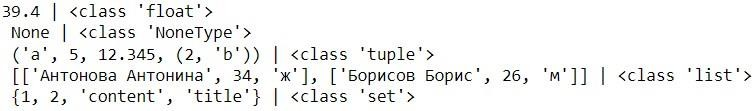 39.4 | <class 'float'>
None | <class 'NoneType'>
('a', 5, 12.345, (2, 'b')) | <class 'tuple'>
[['Антонова Антонина', 34, 'ж'], ['Борисов Борис', 26, 'м']] | <class 'list'>
{1, 2, 'content', 'title'} | <class 'set'>